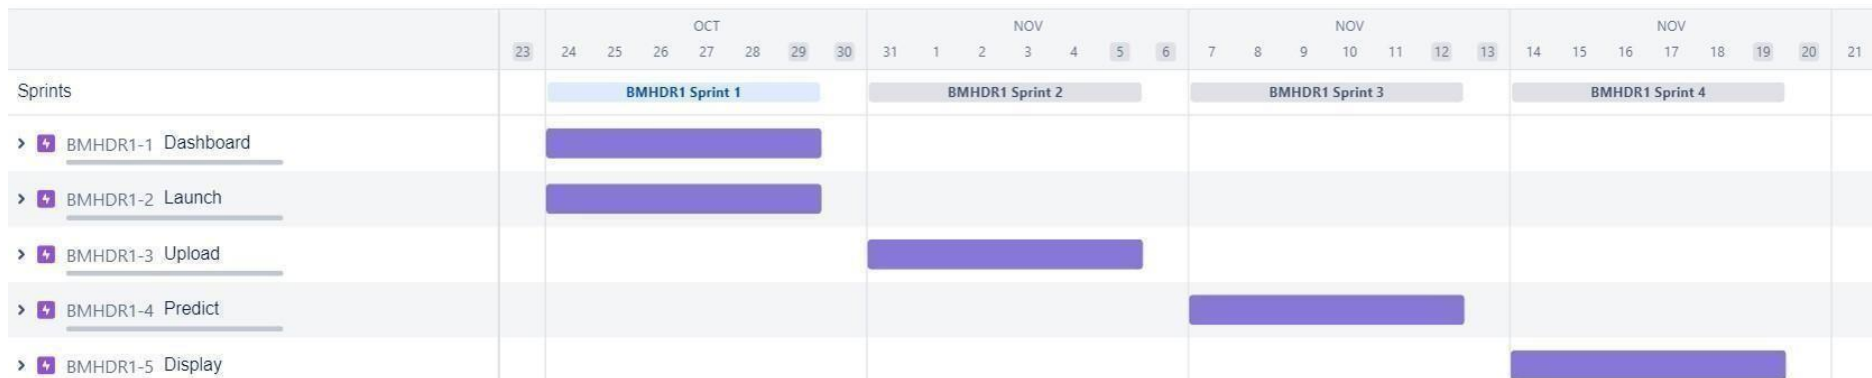 OCT NOV NOV NOV
23 24 25 26 27 28 29 30 31 1 2 3 4 5 6 7 8 9 10 11 12 13 14 15 16 17 18 19 20 21
Sprints BMHDR1 Sprint 1 BMHDR1 Sprint 2 BMHDR1 Sprint 3 BMHDR1 Sprint 4
BMHDR1-1 Dashboard
BMHDR1-2 Launch
BMHDR1-3 Upload
BMHDR1-4 Predict
BMHDR1-5 Display